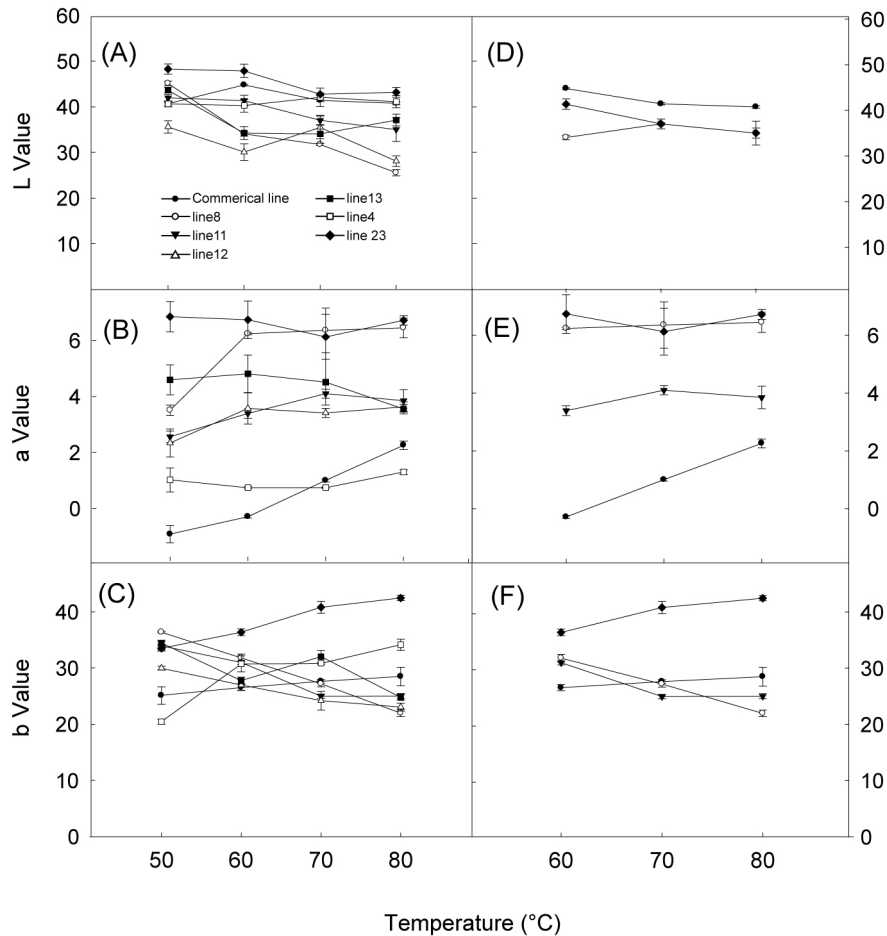 60
50
40
30
20
10
L Value
(A)
Commerical line
line8
line11
line12
line13
line4
line 23
(D)
60
50
40
30
20
10
6
4
2
0
a Value
(B)
(E)
6
4
2
0
40
30
20
10
0
b Value
(C)
(F)
40
30
20
10
0
50 60 70 80
60 70 80
Temperature (°C)